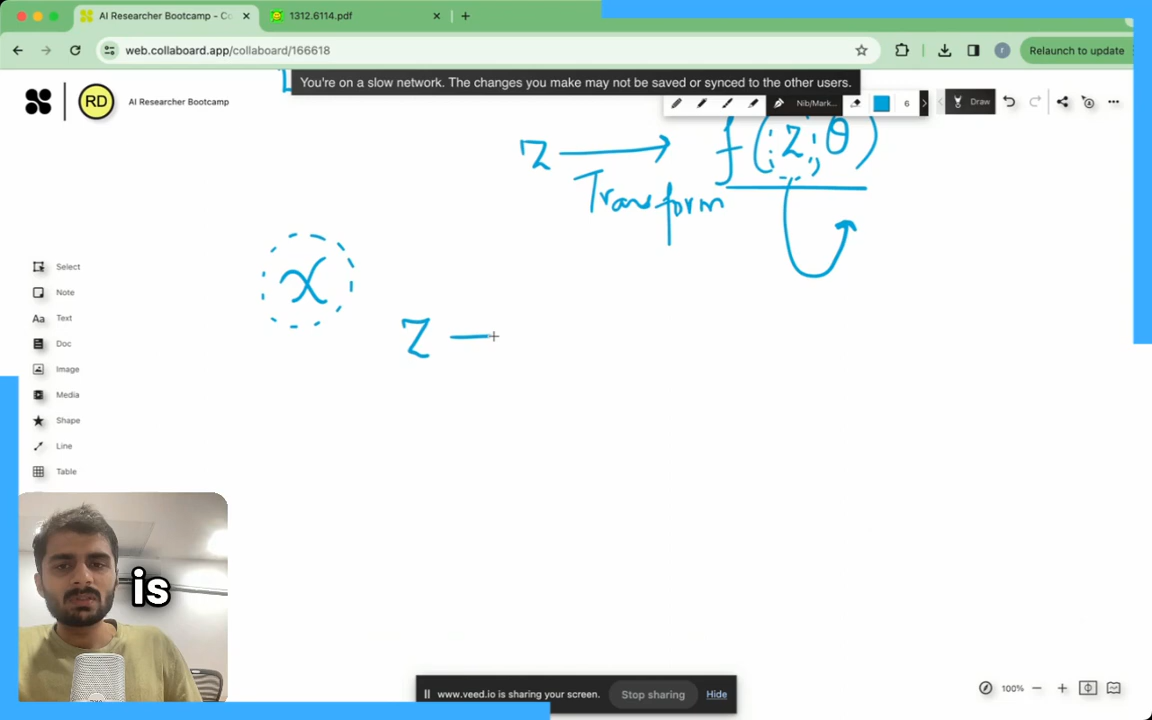 AI Researcher Bootcamp - Co
1312.6114.pdf
web.collaboard.app/collaboard/166618
Relaunch to update
You're on a slow network. The changes you make may not be saved or synced to the other users.
RD
AI Researcher Bootcamp
Nib/Mark...
6
Draw
z → f(z;θ)
Transform
x
z —
Select
Note
Aa Text
Doc
Image
Media
Shape
Line
Table
is
www.veed.io is sharing your screen.
Stop sharing
Hide
100%